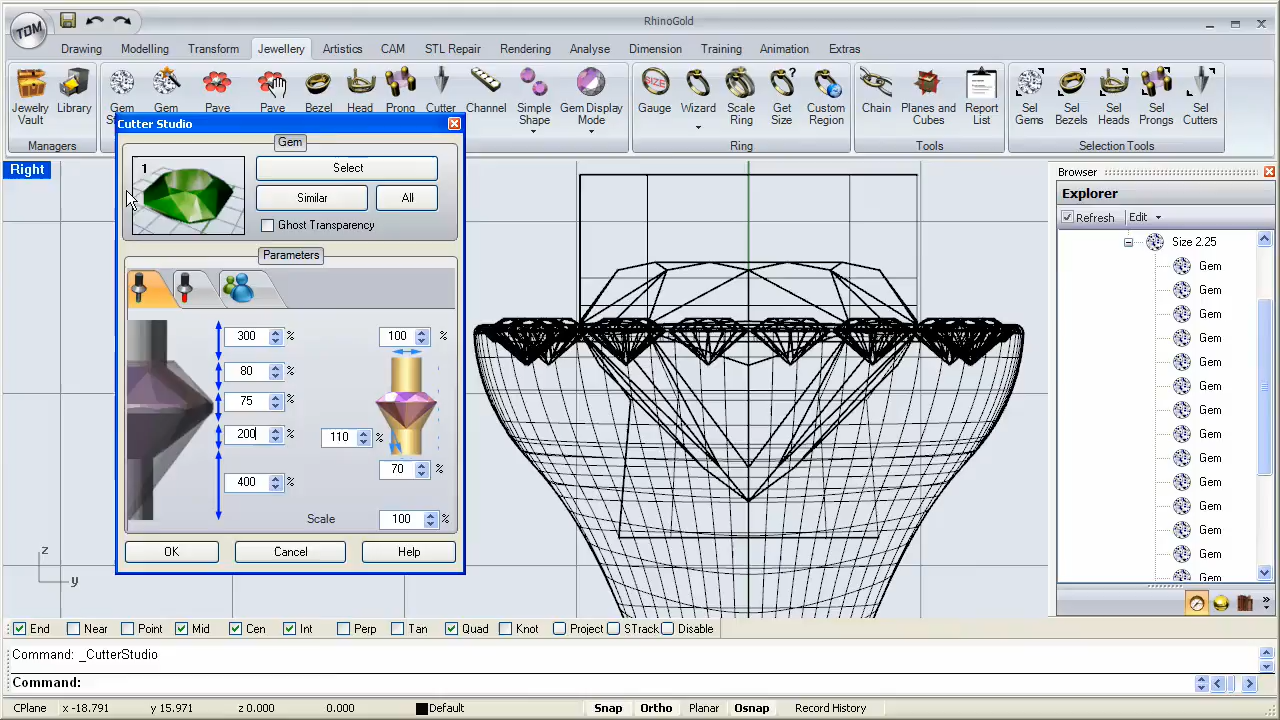 TDM
RhinoGold
Drawing Modelling Transform Jewellery Artistics CAM STL Repair Rendering Analyse Dimension Training Animation Extras
Jewelry Vault
Library
Gem
Gem
Pave
Pave
Bezel
Head
Prong
Cutter
Channel
Simple Shape
Gem Display Mode
Gauge
Wizard
Scale Ring
Get Size
Custom Region
Chain
Planes and Cubes
Report List
Sel Gems
Sel Bezels
Sel Heads
Sel Prongs
Sel Cutters
Managers
Ring
Tools
Selection Tools
SIZE
Cutter Studio
Gem
1
Select
Similar All
Ghost Transparency
Parameters
300 %
100 %
80 %
75 %
200 %
110 %
70 %
400 %
Scale 100 %
OK Cancel Help
Right
z
y
Browser
Explorer
Refresh Edit
Size 2.25
Gem
Gem
Gem
Gem
Gem
Gem
Gem
Gem
Gem
Gem
Gem
Gem
Gem
Gem
End Near Point Mid Cen Int Perp Tan Quad Knot Project STrack Disable
Command: _CutterStudio
Command:
CPlane x -18.791 y 15.971 z 0.000 0.000 Default Snap Ortho Planar Osnap Record History